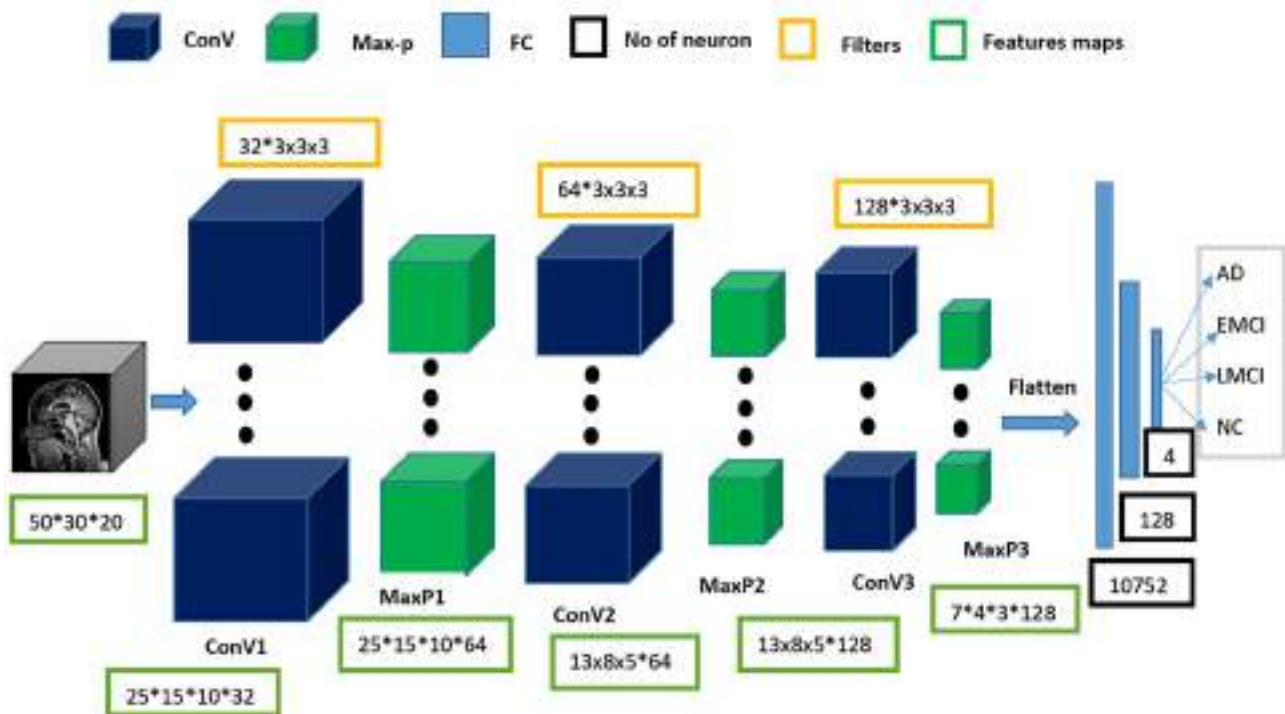 ConV Max-p FC No of neuron Filters Features maps
32*3x3x3
64*3x3x3
128*3x3x3
AD
EMCI
LMCI
NC
Flatten
4
128
10752
50*30*20
ConV1
25*15*10*32
MaxP1
25*15*10*64
ConV2
13x8x5*64
MaxP2
13x8x5*128
ConV3
MaxP3
7*4*3*128